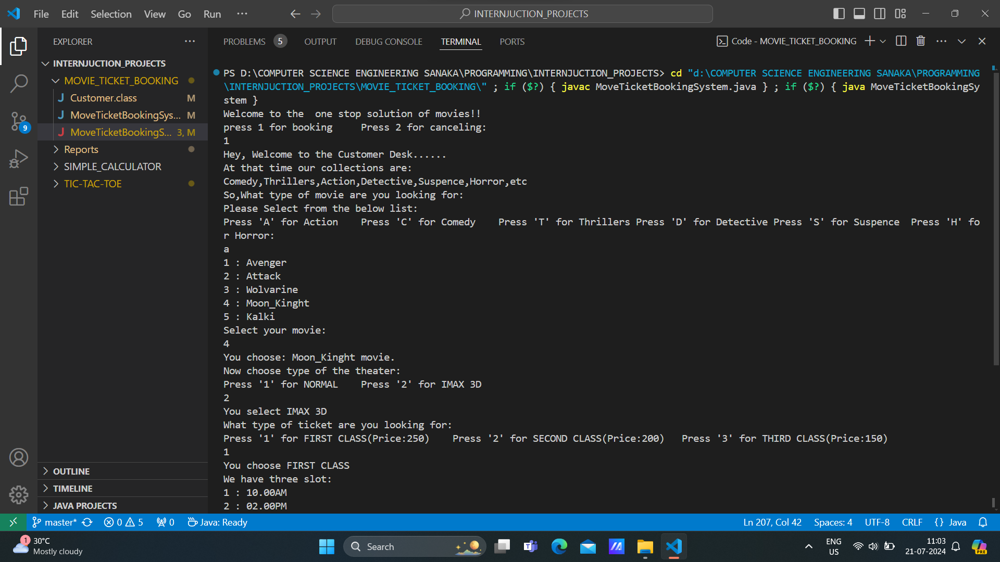 File Edit Selection View Go Run ··· INTERNJUCTION_PROJECTS
EXPLORER ···
INTERNJUCTION_PROJECTS
MOVIE_TICKET_BOOKING
J Customer.class M
J MoveTicketBookingSys... M
J MoveTicketBookingS... 3, M
Reports
SIMPLE_CALCULATOR
TIC-TAC-TOE
9
OUTLINE
TIMELINE
JAVA PROJECTS
PROBLEMS 5 OUTPUT DEBUG CONSOLE TERMINAL PORTS Code - MOVIE_TICKET_BOOKING
PS D:\COMPUTER SCIENCE ENGINEERING SANAKA\PROGRAMMING\INTERNJUCTION_PROJECTS> cd "d:\COMPUTER SCIENCE ENGINEERING SANAKA\PROGRAMMING
\INTERNJUCTION_PROJECTS\MOVIE_TICKET_BOOKING\" ; if ($?) { javac MoveTicketBookingSystem.java } ; if ($?) { java MoveTicketBookingSy
stem }
Welcome to the  one stop solution of movies!!
press 1 for booking     Press 2 for canceling:
1
Hey, Welcome to the Customer Desk......
At that time our collections are:
Comedy,Thrillers,Action,Detective,Suspence,Horror,etc
So,What type of movie are you looking for:
Please Select from the below list:
Press 'A' for Action    Press 'C' for Comedy    Press 'T' for Thrillers Press 'D' for Detective Press 'S' for Suspence  Press 'H' fo
r Horror:
a
1 : Avenger
2 : Attack
3 : Wolvarine
4 : Moon_Kinght
5 : Kalki
Select your movie:
4
You choose: Moon_Kinght movie.
Now choose type of the theater:
Press '1' for NORMAL    Press '2' for IMAX 3D
2
You select IMAX 3D
What type of ticket are you looking for:
Press '1' for FIRST CLASS(Price:250)    Press '2' for SECOND CLASS(Price:200)   Press '3' for THIRD CLASS(Price:150)
1
You choose FIRST CLASS
We have three slot:
1 : 10.00AM
2 : 02.00PM
master* 0 5 0 Java: Ready Ln 207, Col 42 Spaces: 4 UTF-8 CRLF {} Java
1 30°C
Mostly cloudy
Search
ENG
US
11:03
21-07-2024
PRE